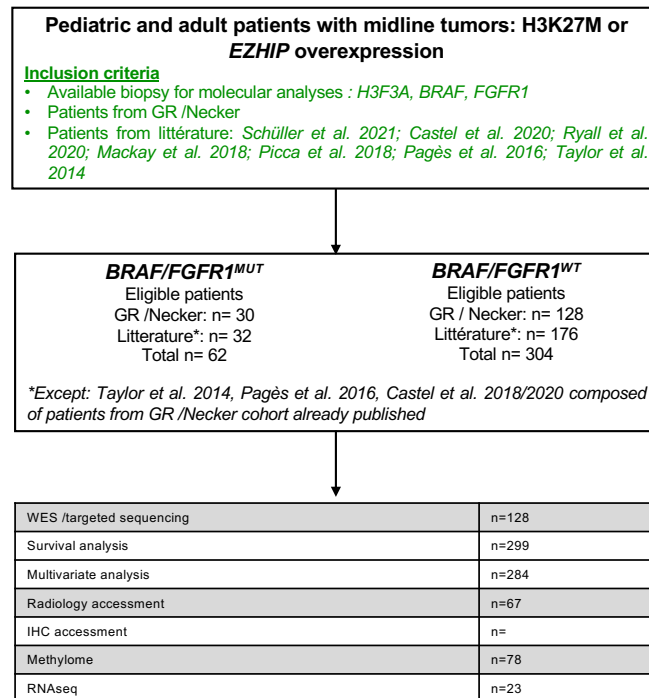 Pediatric and adult patients with midline tumors: H3K27M or
EZHIP overexpression
Inclusion criteria
• Available biopsy for molecular analyses : H3F3A, BRAF, FGFR1
• Patients from GR /Necker
• Patients from littérature: Schüller et al. 2021; Castel et al. 2020; Ryall et al.
2020; Mackay et al. 2018; Picca et al. 2018; Pagès et al. 2016; Taylor et al.
2014
BRAF/FGFR1MUT
Eligible patients
GR /Necker: n= 30
Litterature*: n= 32
Total n= 62
BRAF/FGFR1WT
Eligible patients
GR / Necker: n= 128
Littérature*: n= 176
Total n= 304
*Except: Taylor et al. 2014, Pagès et al. 2016, Castel et al. 2018/2020 composed
of patients from GR /Necker cohort already published
WES /targeted sequencing n=128
Survival analysis n=299
Multivariate analysis n=284
Radiology accessment n=67
IHC accessment n=
Methylome n=78
RNAseq n=23